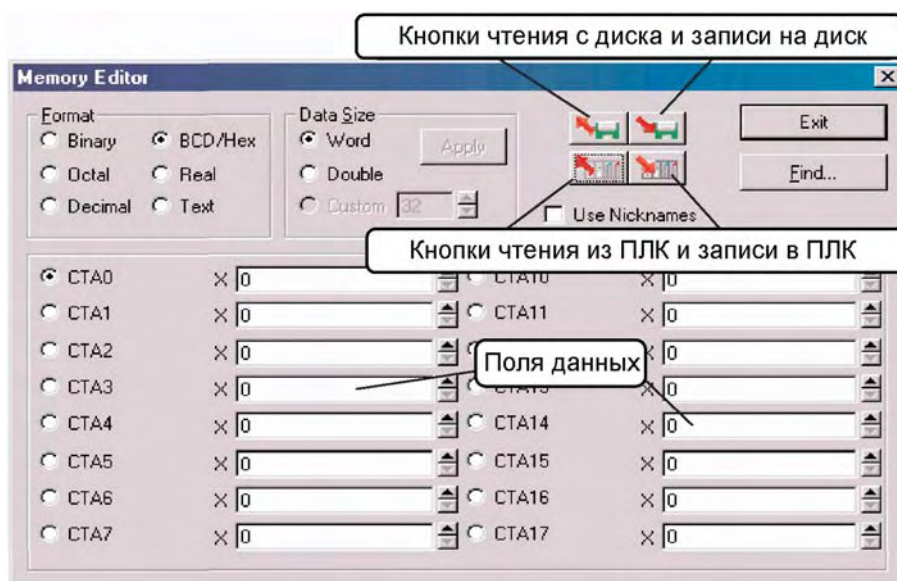 Кнопки чтения с диска и записи на диск
Memory Editor
Format
Data Size
Binary BCD/Hex
Word
Apply
Exit
Octal Real
Double
Find...
Decimal Text
Custom 32
Use Nicknames
Кнопки чтения из ПЛК и записи в ПЛК
CTA0 X 0 CTA10 X 0
CTA1 X 0 CTA11 X 0
CTA2 X 0 X 0
Поля данных
CTA3 X 0 X 0
CTA4 X 0 CTA14 X 0
CTA5 X 0 CTA15 X 0
CTA6 X 0 CTA16 X 0
CTA7 X 0 CTA17 X 0